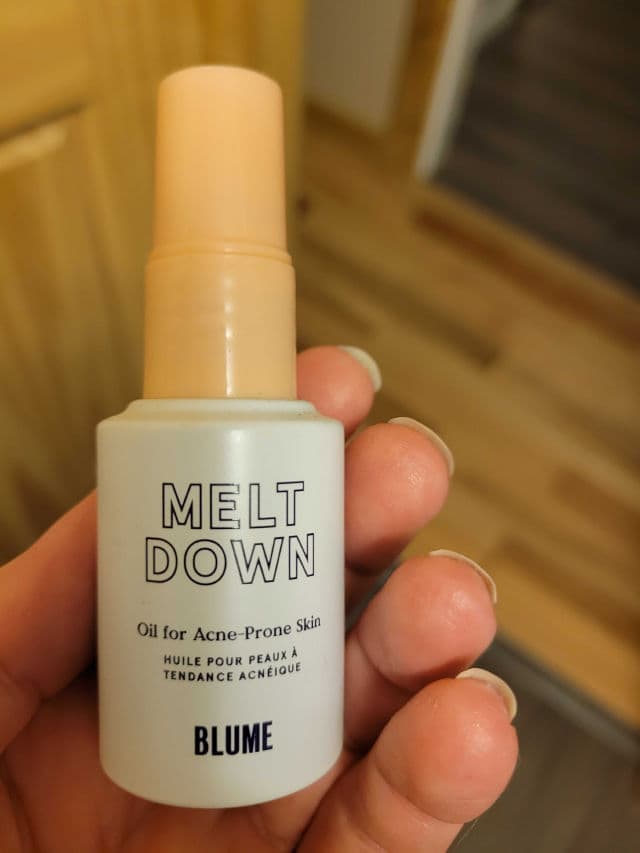 MELT
DOWN
Oil for Acne-Prone Skin
HUILE POUR PEAUX À
TENDANCE ACNÉIQUE
BLUME